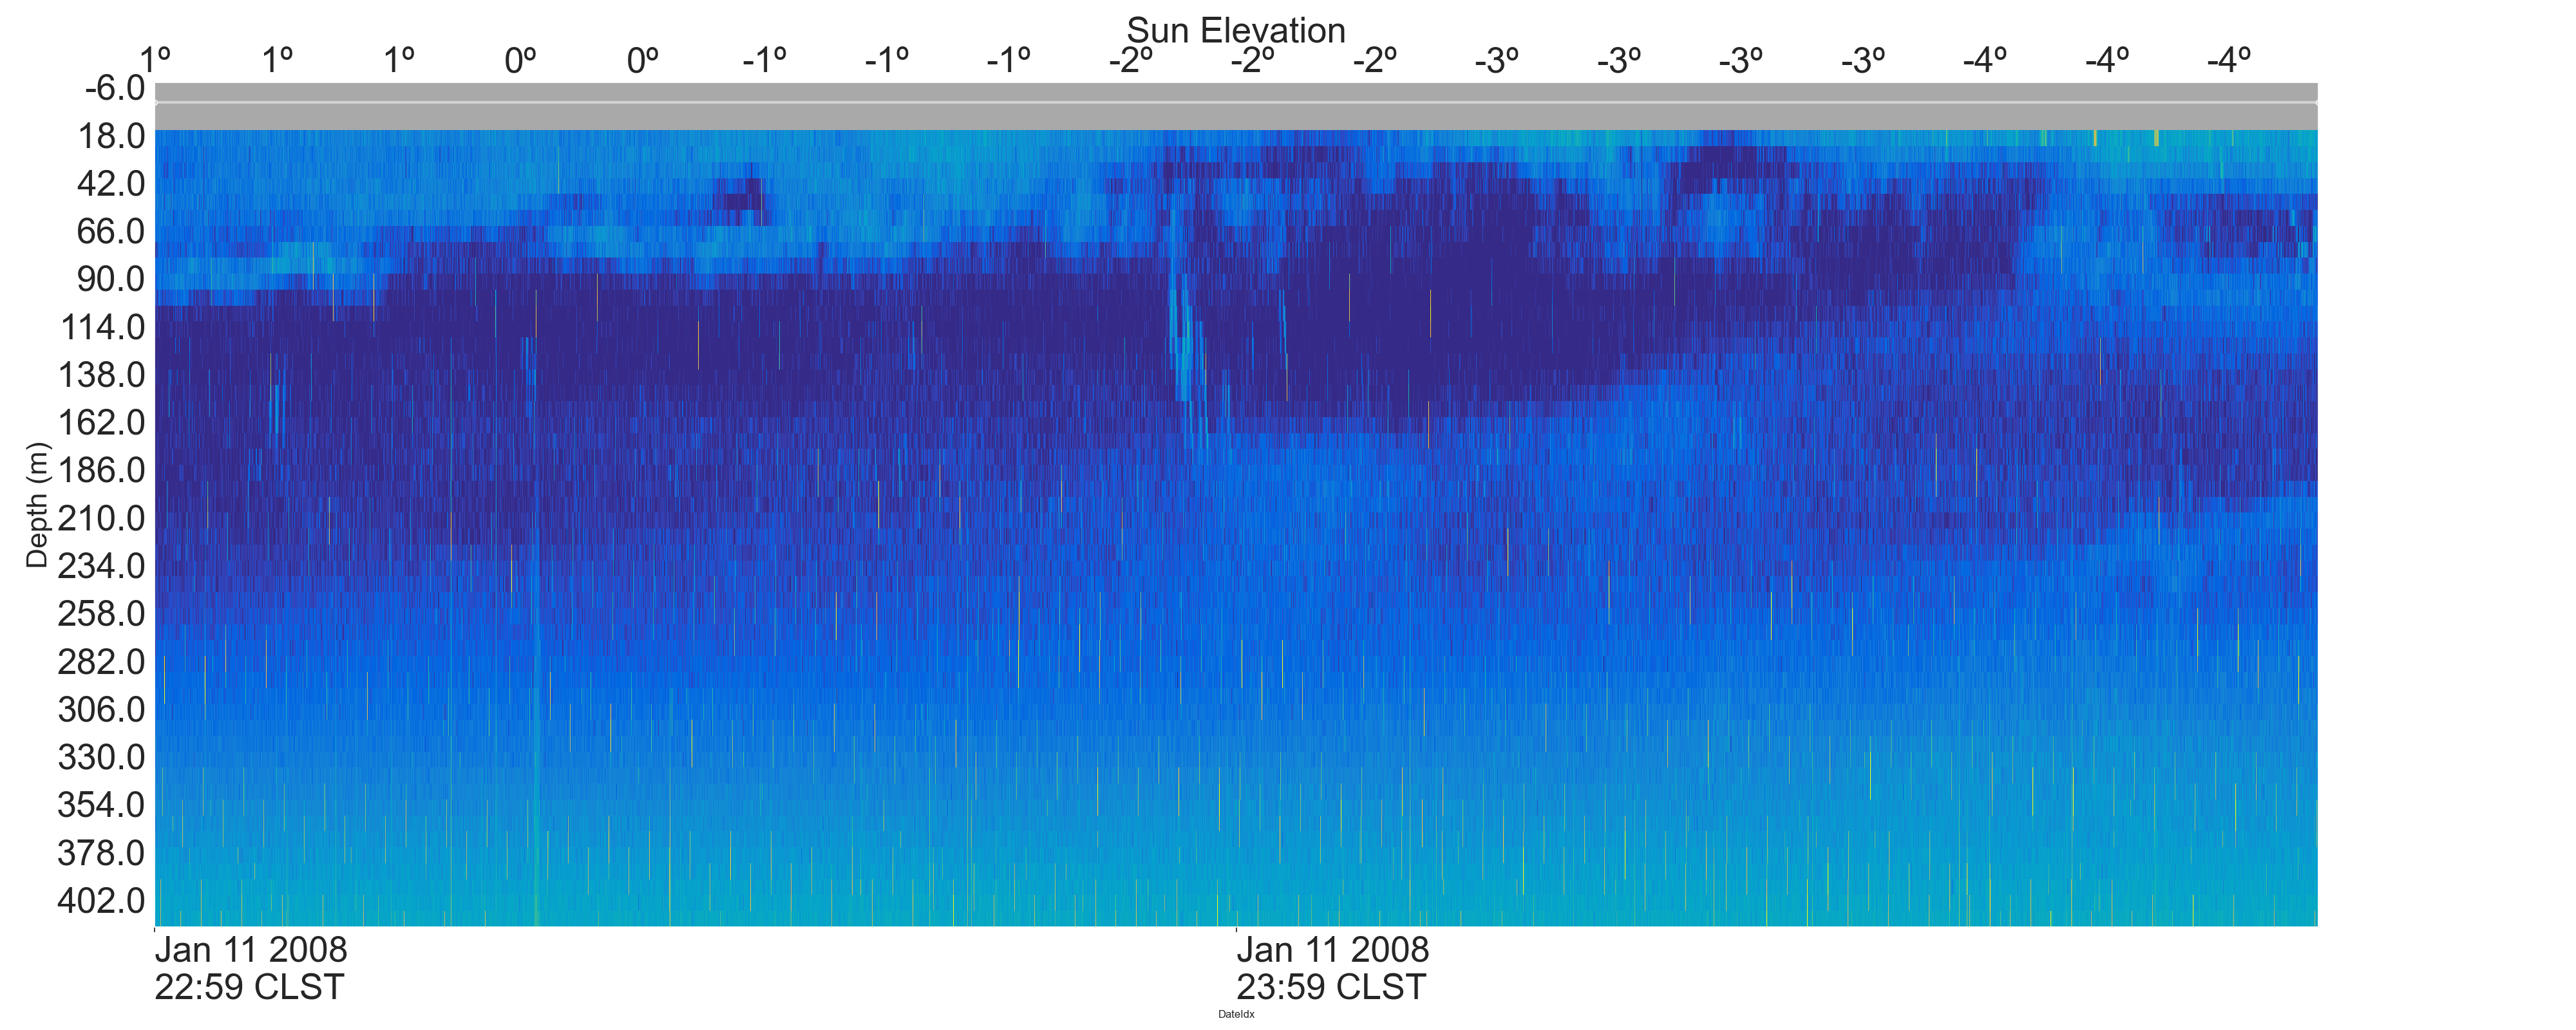 Sun Elevation
1º 1º 1º 0º 0º -1º -1º -1º -2º -2º -2º -3º -3º -3º -3º -4º -4º -4º
-6.0
18.0
42.0
66.0
90.0
114.0
138.0
162.0
186.0
210.0
234.0
258.0
282.0
306.0
330.0
354.0
378.0
402.0
Depth (m)
Jan 11 2008
22:59 CLST
Jan 11 2008
23:59 CLST
DateIdx